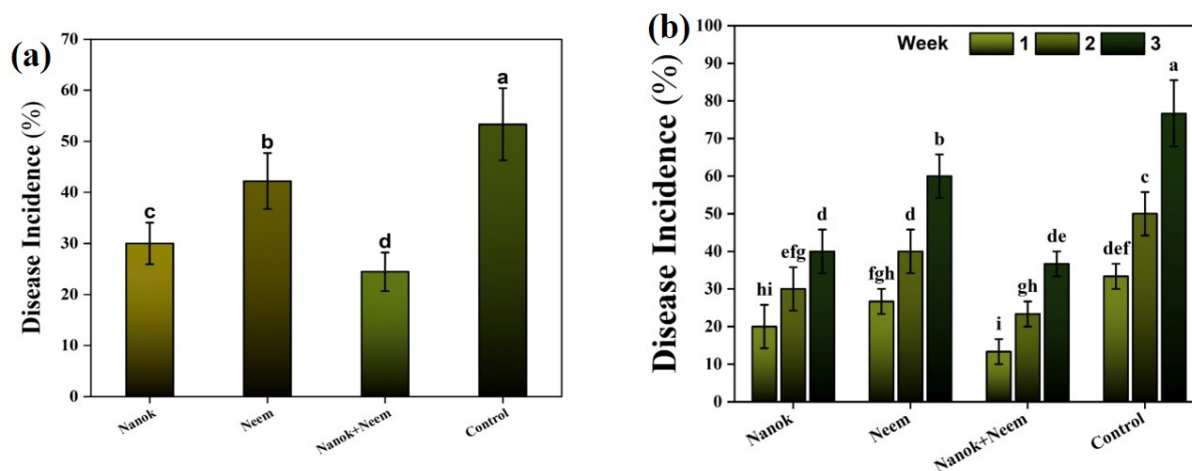 (a)
Disease Incidence (%)
70
60
50
40
30
20
10
0
c
b
d
a
Nanok
Neem
Nanok+Neem
Control
(b)
Disease Incidence (%)
100
90
80
70
60
50
40
30
20
10
0
Week 1 2 3
hi
efg
d
fgh
d
b
i
gh
de
def
c
a
Nanok
Neem
Nanok+Neem
Control